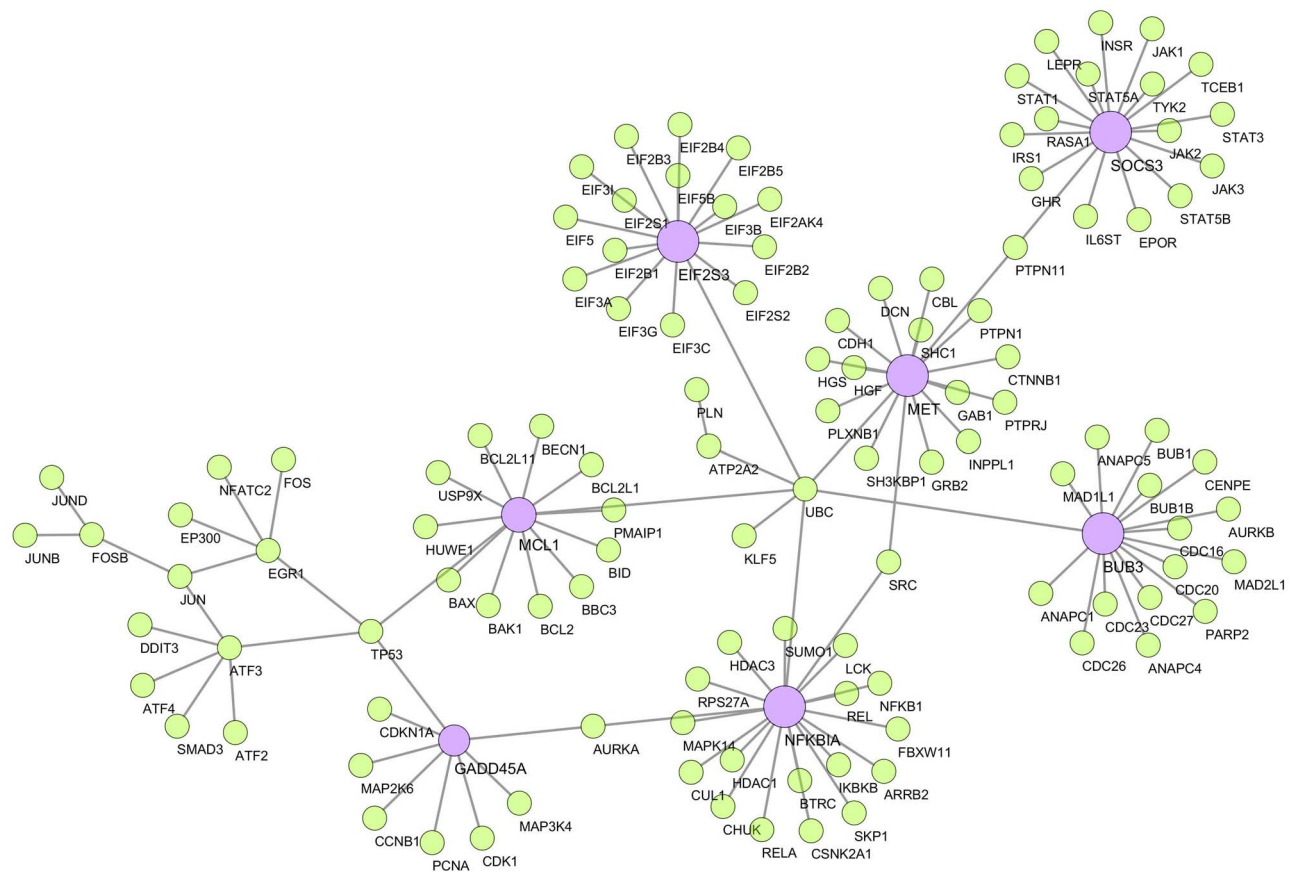 INSR
JAK1
LEPR
TCEB1
STAT1
STAT5A
TYK2
STAT3
RASA1
IRS1
JAK2
SOCS3
JAK3
GHR
STAT5B
IL6ST
EPOR
PTPN11
EIF2B4
EIF2B3
EIF2B5
EIF3I
EIF5B
EIF2S1
EIF3B
EIF2AK4
EIF5
EIF2B1
EIF2S3
EIF2B2
EIF3A
EIF2S2
EIF3G
EIF3C
DCN
CBL
PTPN1
CDH1
SHC1
CTNNB1
HGS
HGF
MET
GAB1
PTPRJ
PLXNB1
INPPL1
SH3KBP1
GRB2
PLN
ATP2A2
UBC
KLF5
SRC
BECN1
BCL2L11
BCL2L1
USP9X
PMAIP1
MCL1
HUWE1
BID
BAX
BBC3
BAK1
BCL2
ANAPC5
BUB1
MAD1L1
CENPE
BUB1B
AURKB
CDC16
BUB3
CDC20
MAD2L1
ANAPC1
CDC23
CDC27
PARP2
CDC26
ANAPC4
JUND
NFATC2
FOS
EP300
JUNB
FOSB
EGR1
JUN
DDIT3
ATF3
TP53
ATF4
SMAD3
ATF2
CDKN1A
GADD45A
AURKA
MAP2K6
MAP3K4
CCNB1
PCNA
CDK1
SUMO1
HDAC3
LCK
RPS27A
NFKB1
REL
NFKBIA
FBXW11
MAPK14
HDAC1
IKBKB
ARRB2
CUL1
BTRC
CHUK
SKP1
RELA
CSNK2A1